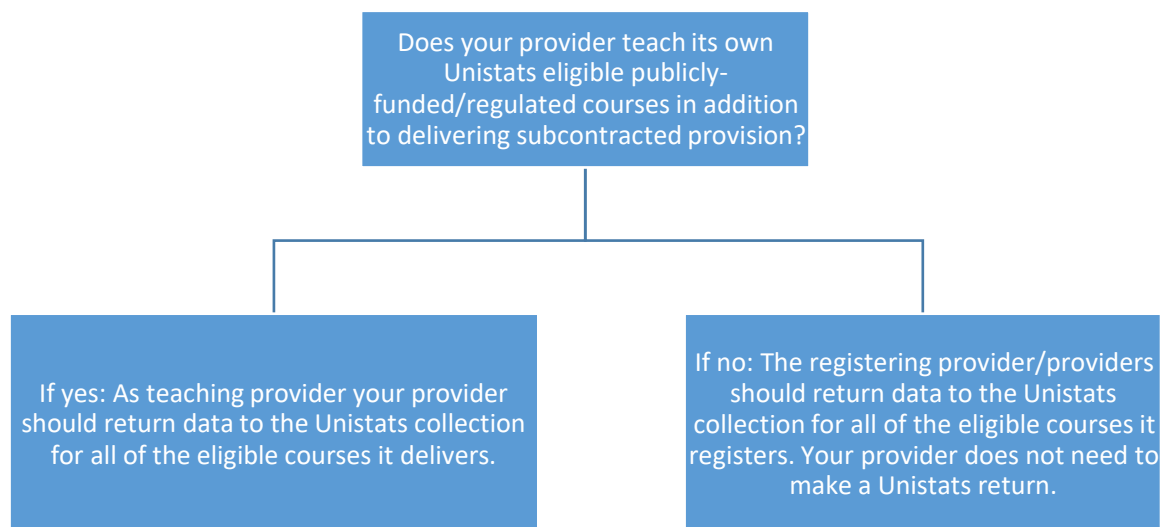 Does your provider teach its own
Unistats eligible publicly-
funded/regulated courses in addition
to delivering subcontracted provision?
If yes: As teaching provider your provider
should return data to the Unistats collection
for all of the eligible courses it delivers.
If no: The registering provider/providers
should return data to the Unistats
collection for all of the eligible courses it
registers. Your provider does not need to
make a Unistats return.